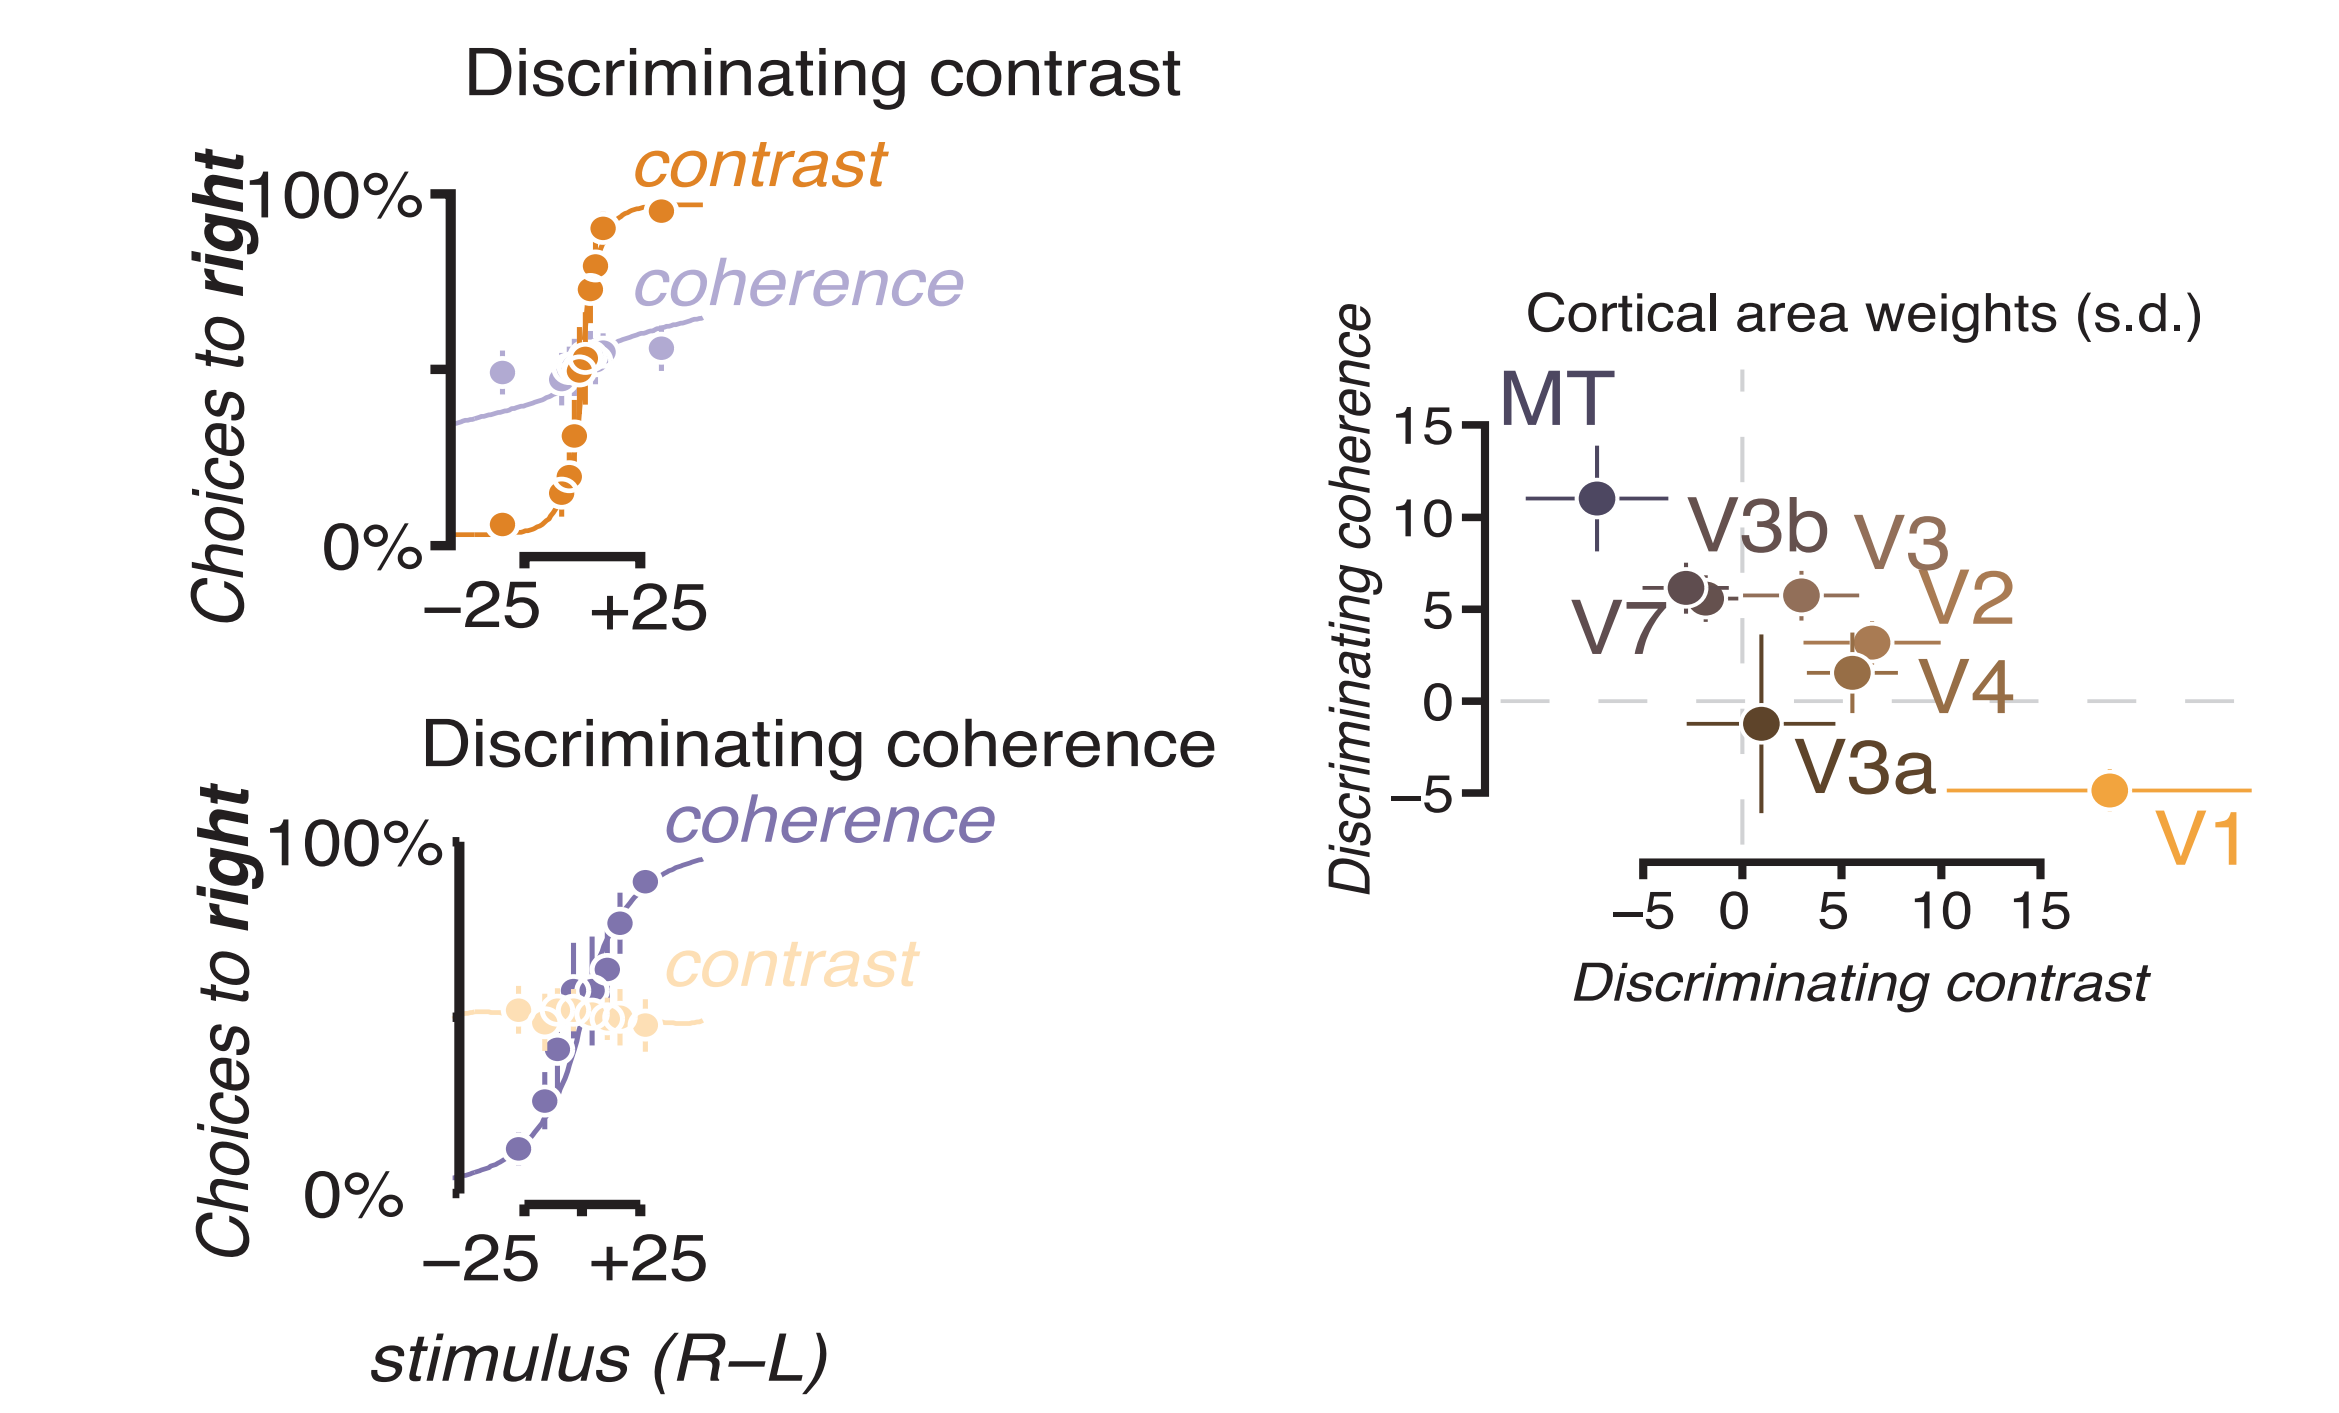 Discriminating contrast
Choices to right
100%
0%
contrast
coherence
−25 +25
Discriminating coherence
Choices to right
100%
0%
coherence
contrast
−25 +25
stimulus (R−L)
Cortical area weights (s.d.)
Discriminating coherence
15
10
5
0
−5
MT
V3b
V3
V7
V2
V4
V3a
V1
−5 0 5 10 15
Discriminating contrast